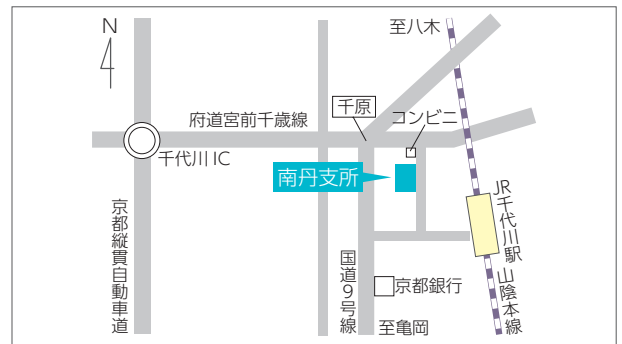 N
至八木
千原
コンビニ
府道宮前千歳線
千代川IC
南丹支所
京都縦貫自動車道
国道9号線
JR千代川駅
山陰本線
京都銀行
至亀岡